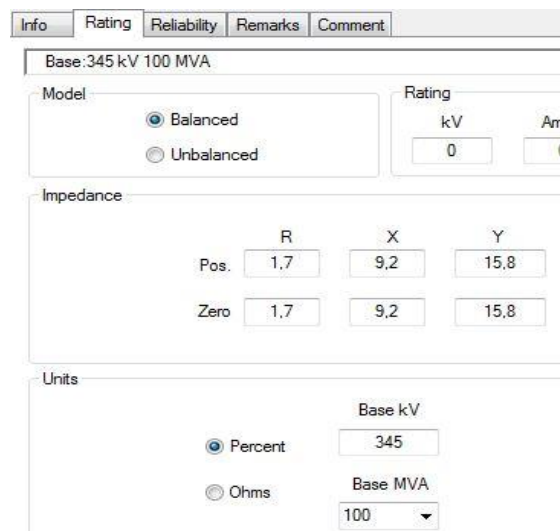 Info Rating Reliability Remarks Comment
Base:345 kV 100 MVA
Model Rating
Balanced
Unbalanced
kV
0
Impedance
R X Y
Pos. 1,7 9,2 15,8
Zero 1,7 9,2 15,8
Units
Base kV
Percent 345
Ohms Base MVA
100